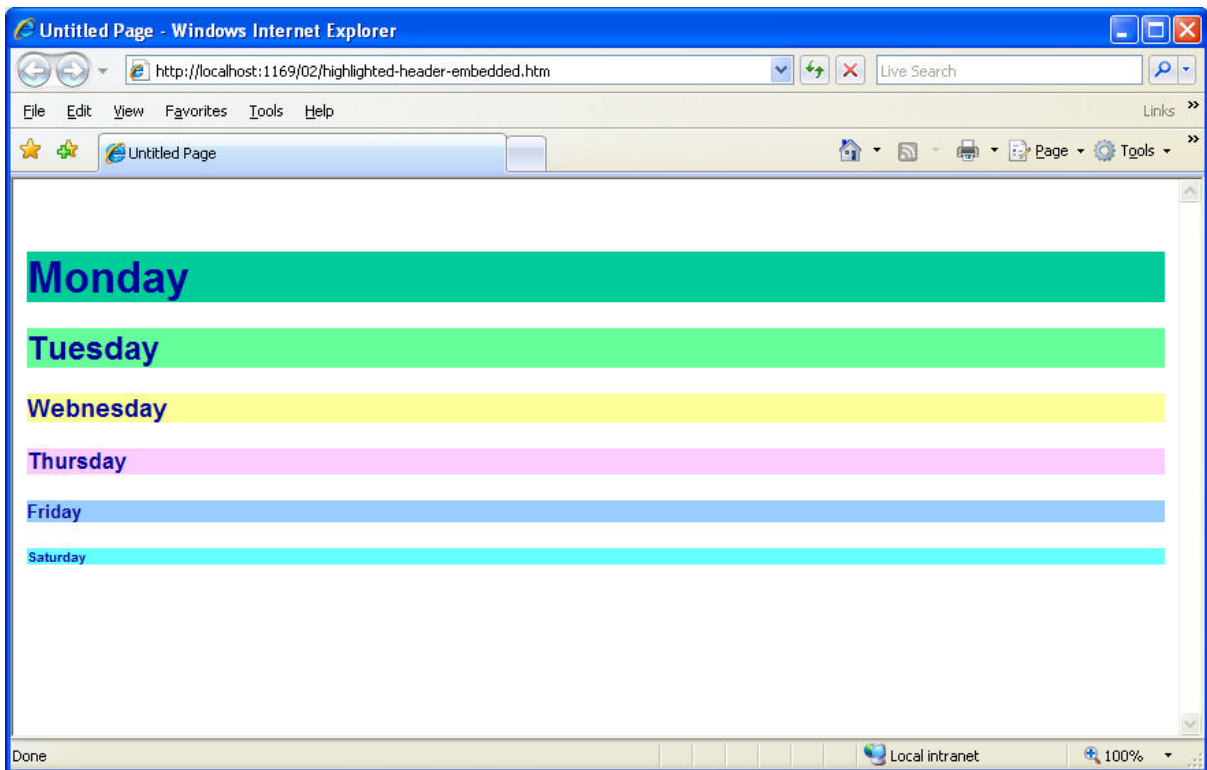 Untitled Page - Windows Internet Explorer
http://localhost:1169/02/highlighted-header-embedded.htm Live Search
File Edit View Favorites Tools Help Links »
Untitled Page Page Tools »
Monday
Tuesday
Webnesday
Thursday
Friday
Saturday
Done Local intranet 100%